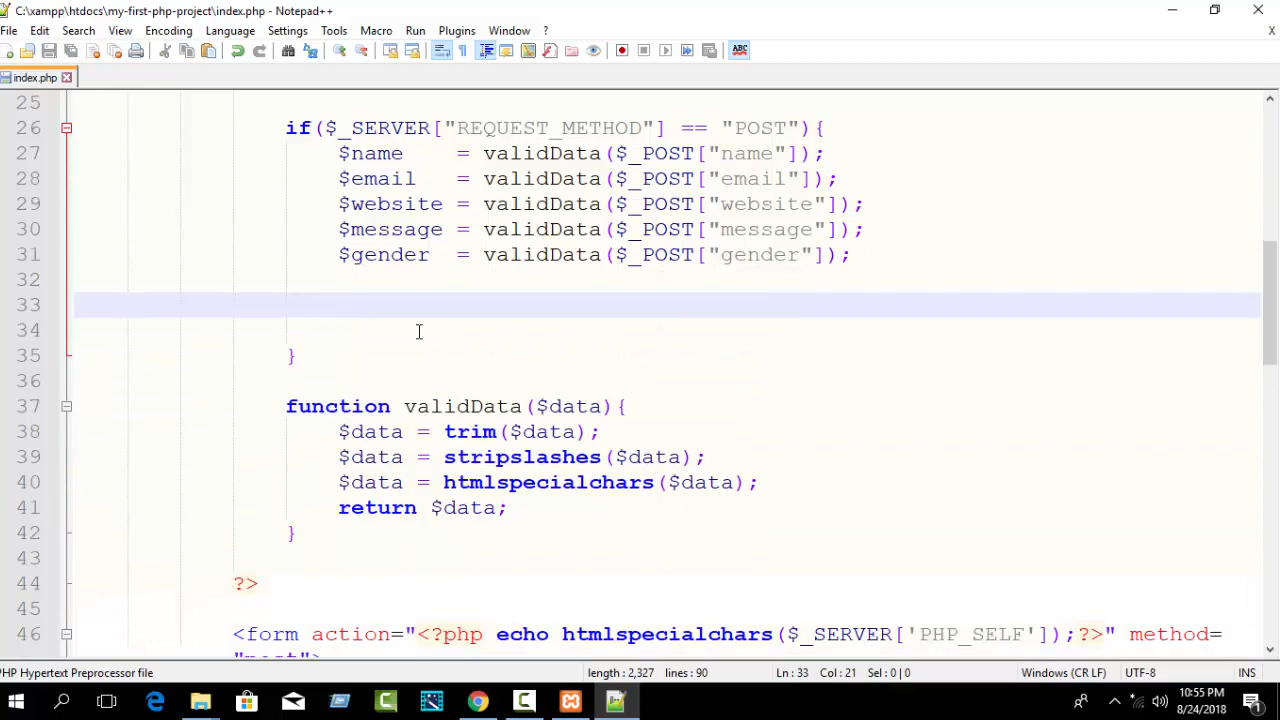 C:\xampp\htdocs\my-first-php-project\index.php - Notepad++
File Edit Search View Website Encoding Language Settings Tools Macro Run Plugins Window ? X
ABC
index.php
25
26 if($_SERVER["REQUEST_METHOD"] == "POST"){
27 $name = validData($_POST["name"]);
28 $email = validData($_POST["email"]);
29 $website = validData($_POST["website"]);
30 $message = validData($_POST["message"]);
31 $gender = validData($_POST["gender"]);
32
33
34
35 }
36
37 function validData($data){
38 $data = trim($data);
39 $data = stripslashes($data);
40 $data = htmlspecialchars($data);
41 return $data;
42 }
43
44 ?>
45
46 <form action="<?php echo htmlspecialchars($_SERVER['PHP_SELF']);?>" method=
"post">
PHP Hypertext Preprocessor file length : 2,327 lines : 90 Ln : 33 Col : 21 Sel : 0 | 0 Windows (CR LF) UTF-8 INS
10:55 PM
8/24/2018